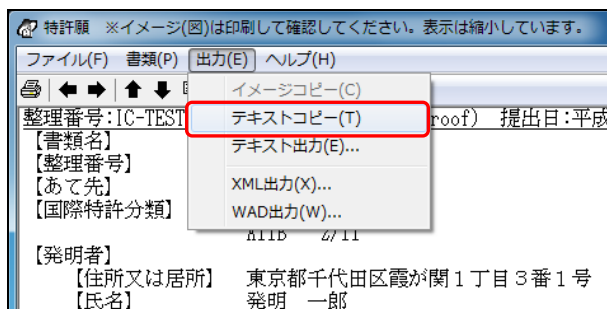 特許願 ※イメージ(図)は印刷して確認してください。表示は縮小しています。
ファイル(F) 書類(P) 出力(E) ヘルプ(H)
イメージコピー(C)
整理番号:IC-TEST
テキストコピー(T)
roof) 提出日:平成
【書類名】
テキスト出力(E)...
【整理番号】
【あて先】
XML出力(X)...
【国際特許分類】
WAD出力(W)...
A11B 2/11
【発明者】
【住所又は居所】 東京都千代田区霞が関1丁目3番1号
【氏名】 発明 一郎